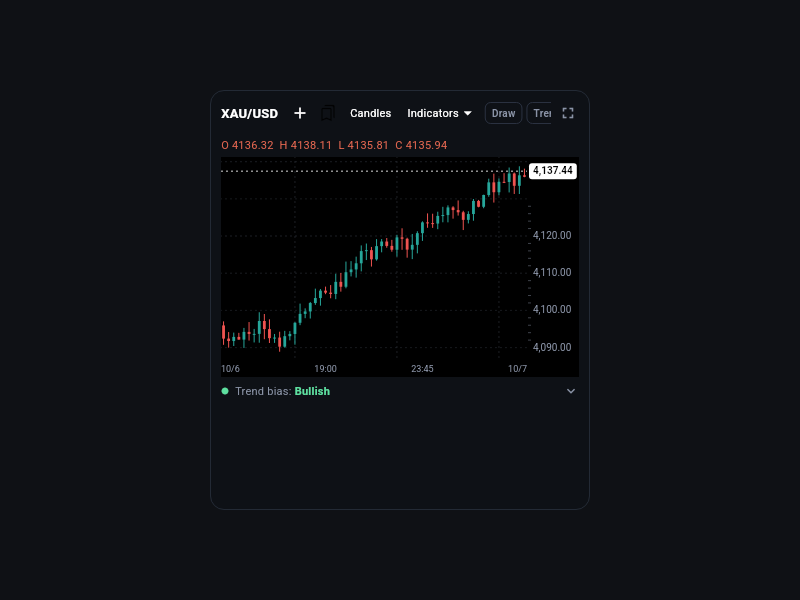 XAU/USD + Candles Indicators Draw Trer
O 4136.32 H 4138.11 L 4135.81 C 4135.94
4,137.44
4,120.00
4,110.00
4,100.00
4,090.00
10/6 19:00 23:45 10/7
Trend bias: Bullish